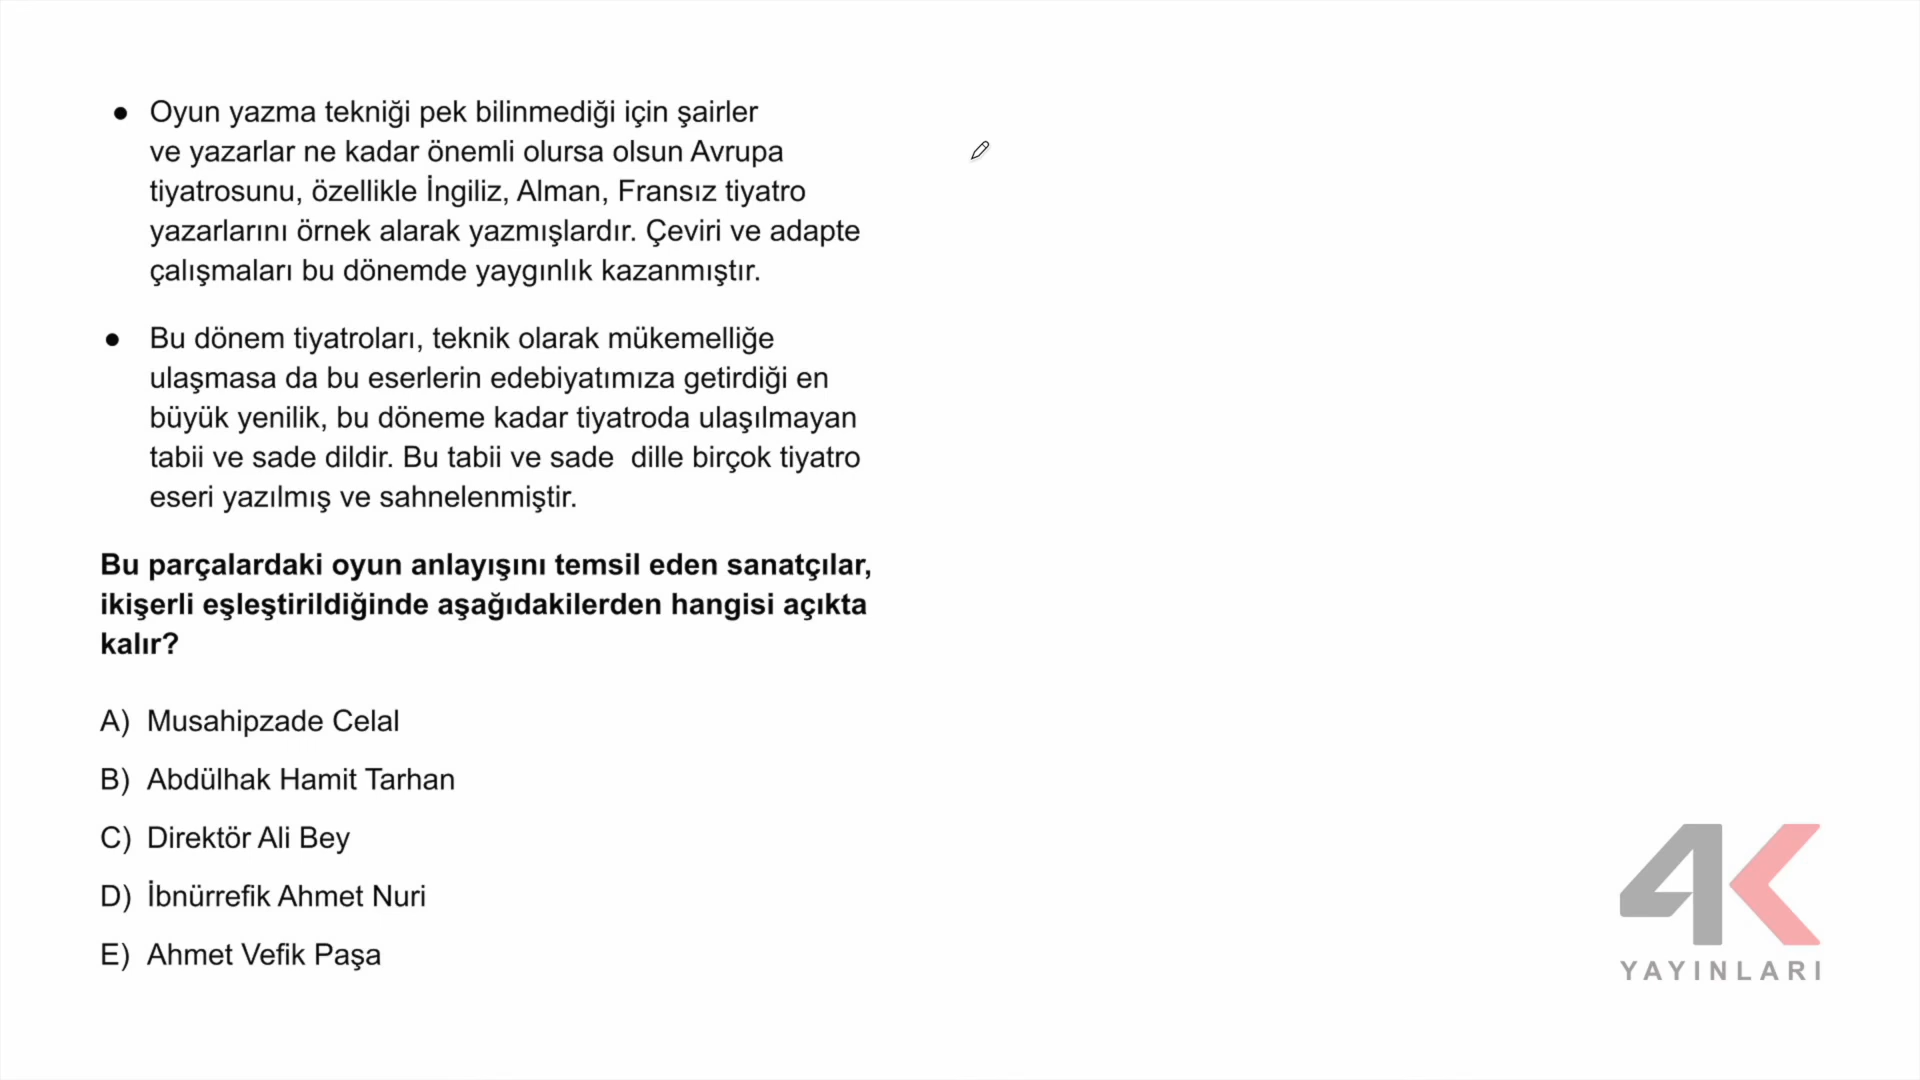 ● Oyun yazma tekniği pek bilinmediği için şairler
ve yazarlar ne kadar önemli olursa olsun Avrupa
tiyatrosunu, özellikle İngiliz, Alman, Fransız tiyatro
yazarlarını örnek alarak yazmışlardır. Çeviri ve adapte
çalışmaları bu dönemde yaygınlık kazanmıştır.
● Bu dönem tiyatroları, teknik olarak mükemelliğe
ulaşmasa da bu eserlerin edebiyatımıza getirdiği en
büyük yenilik, bu döneme kadar tiyatroda ulaşılmayan
tabii ve sade dildir. Bu tabii ve sade dille birçok tiyatro
eseri yazılmış ve sahnelenmiştir.
Bu parçalardaki oyun anlayışını temsil eden sanatçılar,
ikişerli eşleştirildiğinde aşağıdakilerden hangisi açıkta
kalır?
A) Musahipzade Celal
B) Abdülhak Hamit Tarhan
C) Direktör Ali Bey
D) İbnürrefik Ahmet Nuri
E) Ahmet Vefik Paşa
4K
YAYINLARI